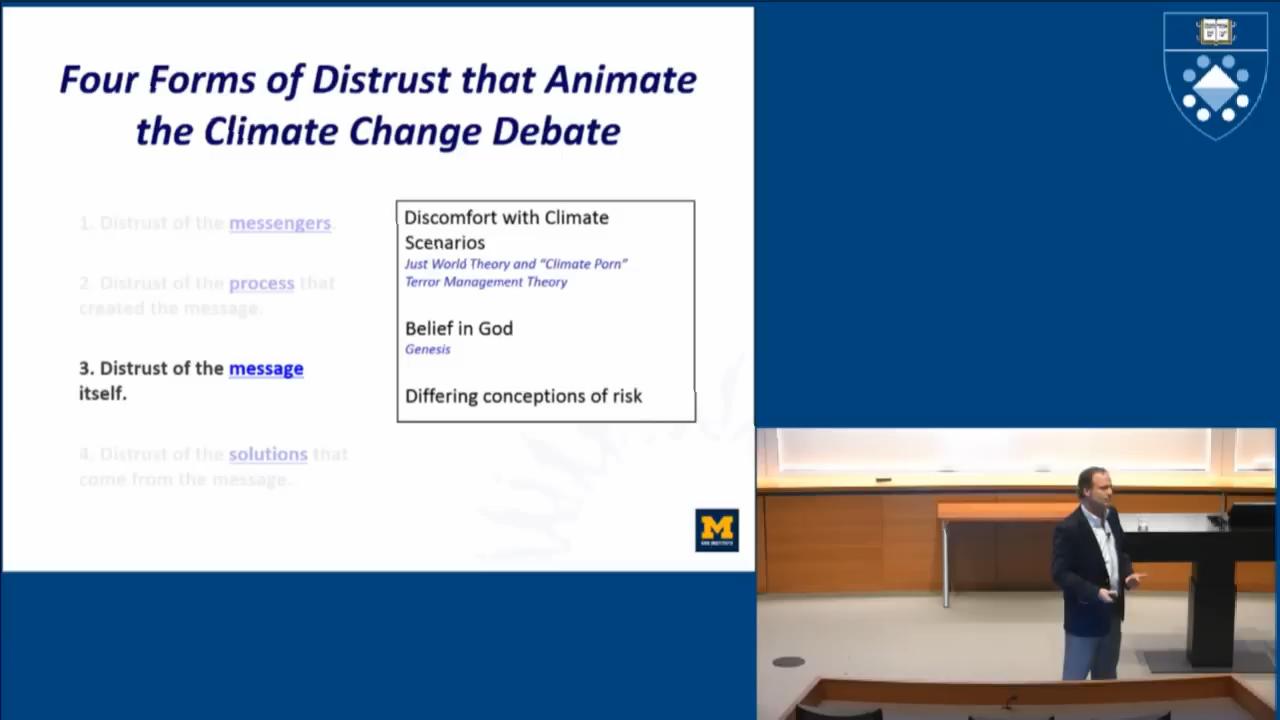 Four Forms of Distrust that Animate
the Climate Change Debate
1. Distrust of the messengers.
2. Distrust of the process that
created the message.
3. Distrust of the message
itself.
4. Distrust of the solutions that
come from the message.
Discomfort with Climate
Scenarios
Just World Theory and “Climate Porn”
Terror Management Theory
Belief in God
Genesis
Differing conceptions of risk
M